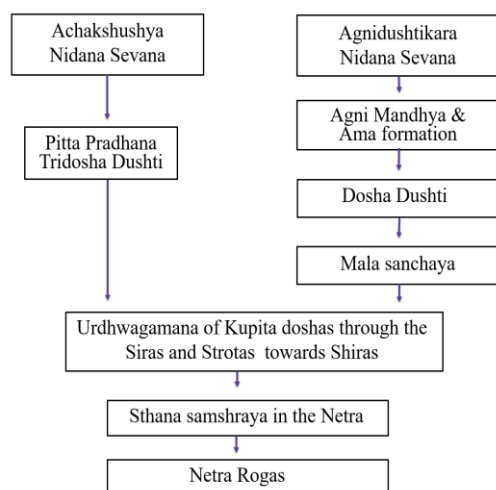 Achakshushya
Nidana Sevana
Agnidushtikara
Nidana Sevana
Pitta Pradhana
Tridosha Dushti
Agni Mandhya &
Ama formation
Dosha Dushti
Mala sanchaya
Urdhwagamana of Kupita doshas through the
Siras and Strotas towards Shiras
Sthana samshraya in the Netra
Netra Rogas